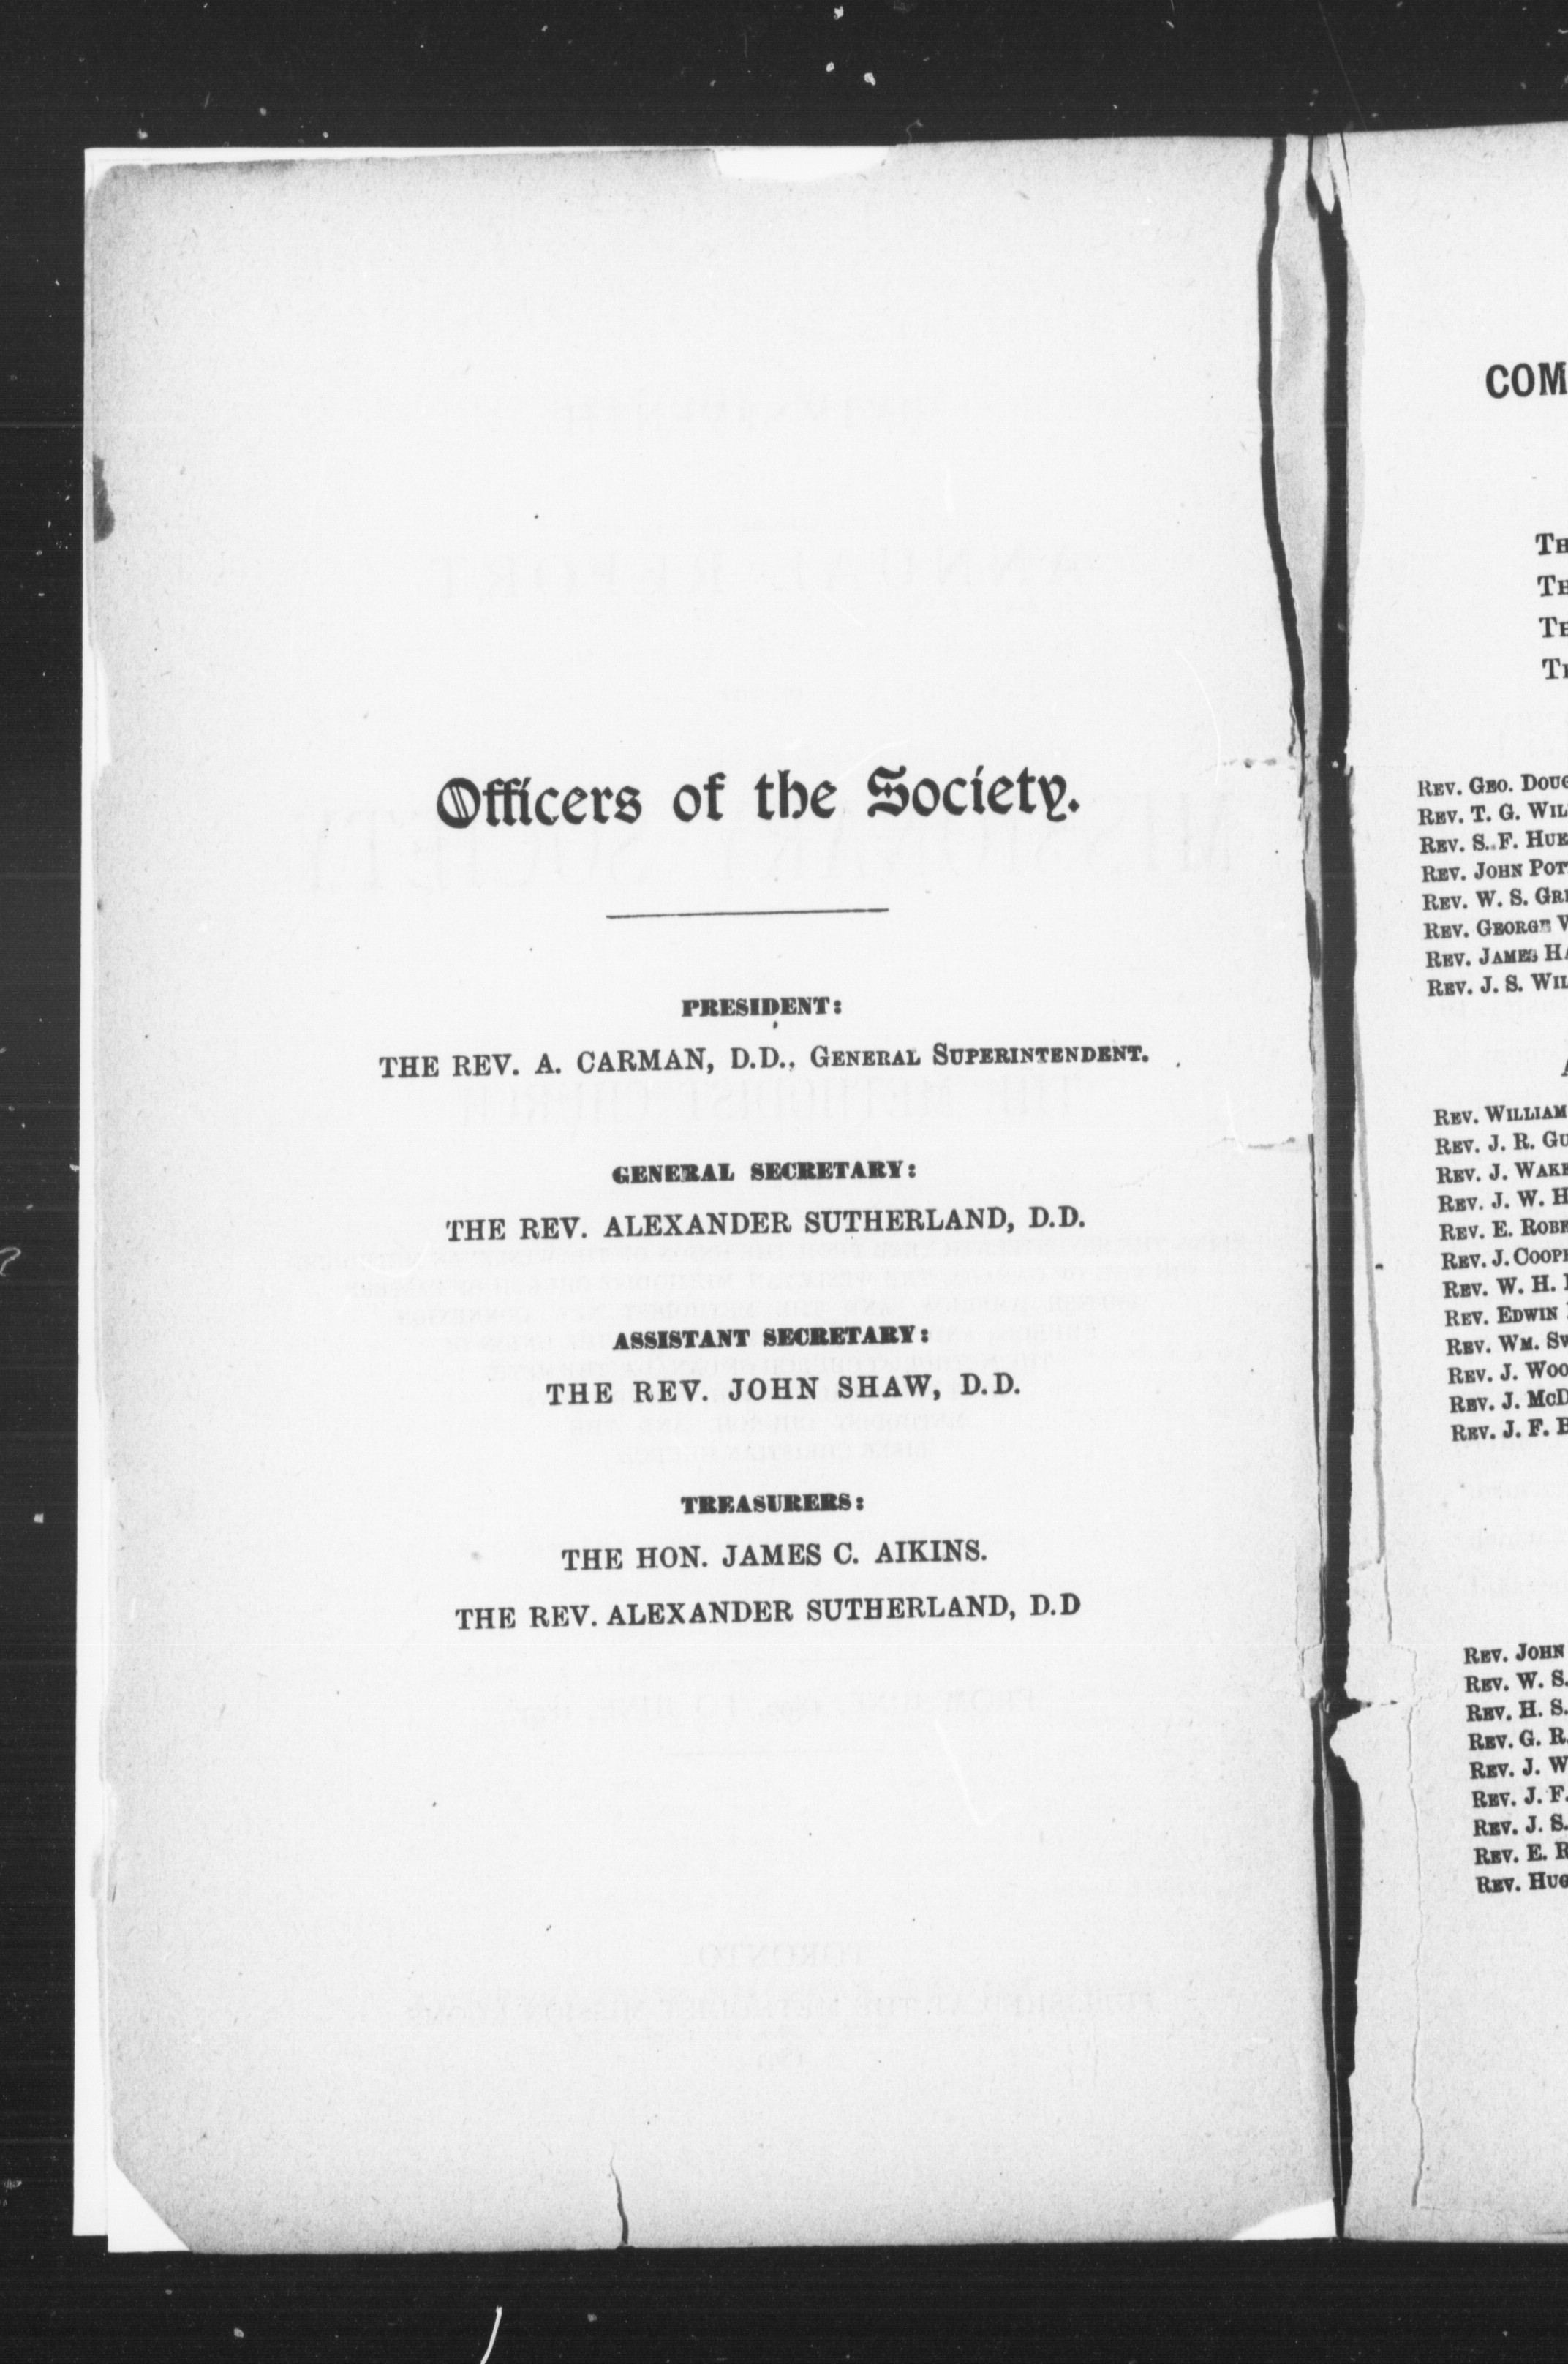 Officers of the Society.
PRESIDENT:
THE REV. A. CARMAN, D.D., GENERAL SUPERINTENDENT.
GENERAL SECRETARY:
THE REV. ALEXANDER SUTHERLAND, D.D.
ASSISTANT SECRETARY:
THE REV. JOHN SHAW, D.D.
TREASURERS:
THE HON. JAMES C. AIKINS.
THE REV. ALEXANDER SUTHERLAND, D.D
COM
TH
REV. GEO. DOUG
REV. T. G. WIL
REV. S. F. HUE
REV. JOHN POT
REV. W. S. GRI
REV. GEORGE W
REV. JAMES HA
REV. J. S. WIL
REV. WILLIAM
REV. J. R. GU
REV. J. WAKE
REV. J. W. H
REV. E. ROBE
REV. J. COOPE
REV. W. H.
REV. EDWIN
REV. WM. SW
REV. J. WOO
REV. J. MCD
REV. J. F. B
REV. JOHN
REV. W. S.
REV. H. S.
REV. G. R.
REV. J. W
REV. J. F.
REV. J. S.
REV. E. R
REV. HUG